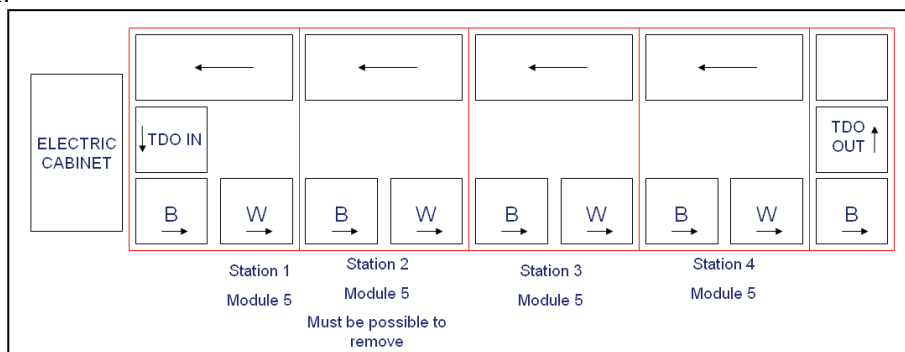 ELECTRIC
CABINET
TDO IN
TDO
OUT
B
W
B
W
B
W
B
W
B
Station 1
Module 5
Station 2
Module 5
Must be possible to
remove
Station 3
Module 5
Station 4
Module 5